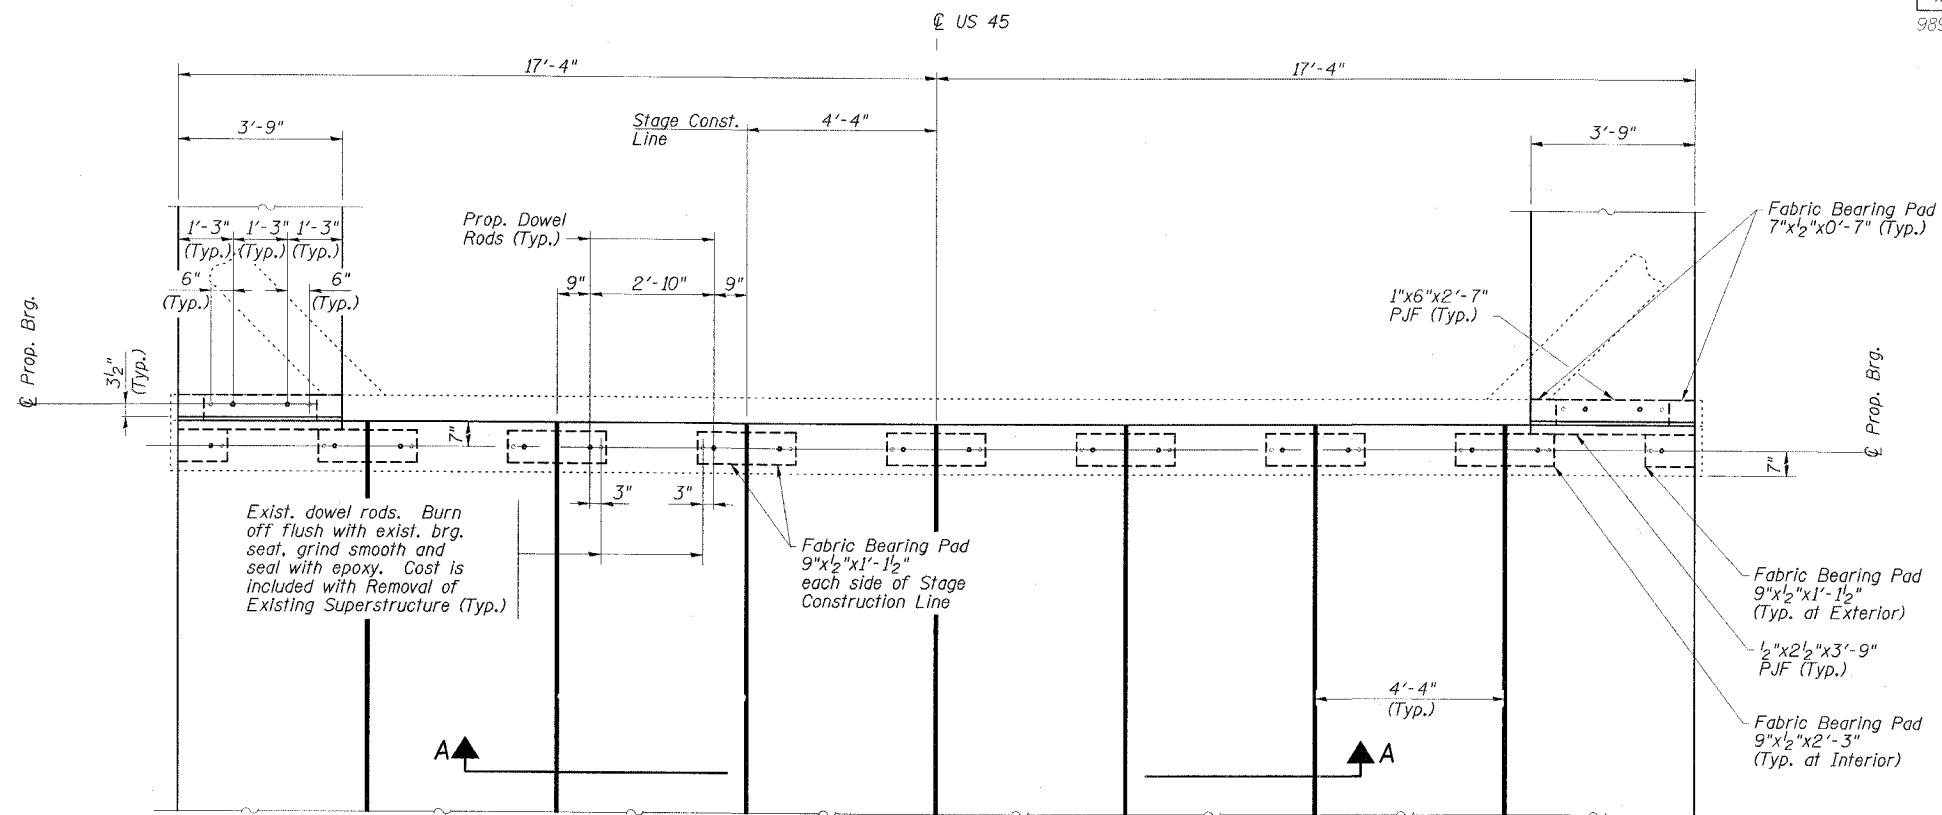 ℄ US 45
989
17'-4"
17'-4"
3'-9"
Stage Const.
Line
4'-4"
3'-9"
1'-3"
(Typ.)
1'-3"
(Typ.)
1'-3"
(Typ.)
6"
(Typ.)
6"
(Typ.)
Prop. Dowel
Rods (Typ.)
9"
2'-10"
9"
Fabric Bearing Pad
7"x½"x0'-7" (Typ.)
1"x6"x2'-7"
PJF (Typ.)
℄ Prop. Brg.
3½"
(Typ.)
℄ Prop. Brg.
7"
7"
3"
3"
Exist. dowel rods. Burn
off flush with exist. brg.
seat, grind smooth and
seal with epoxy. Cost is
included with Removal of
Existing Superstructure (Typ.)
Fabric Bearing Pad
9"x½"x1'-1½"
each side of Stage
Construction Line
Fabric Bearing Pad
9"x½"x1'-1½"
(Typ. at Exterior)
½"x2½"x3'-9"
PJF (Typ.)
4'-4"
(Typ.)
Fabric Bearing Pad
9"x½"x2'-3"
(Typ. at Interior)
A
A